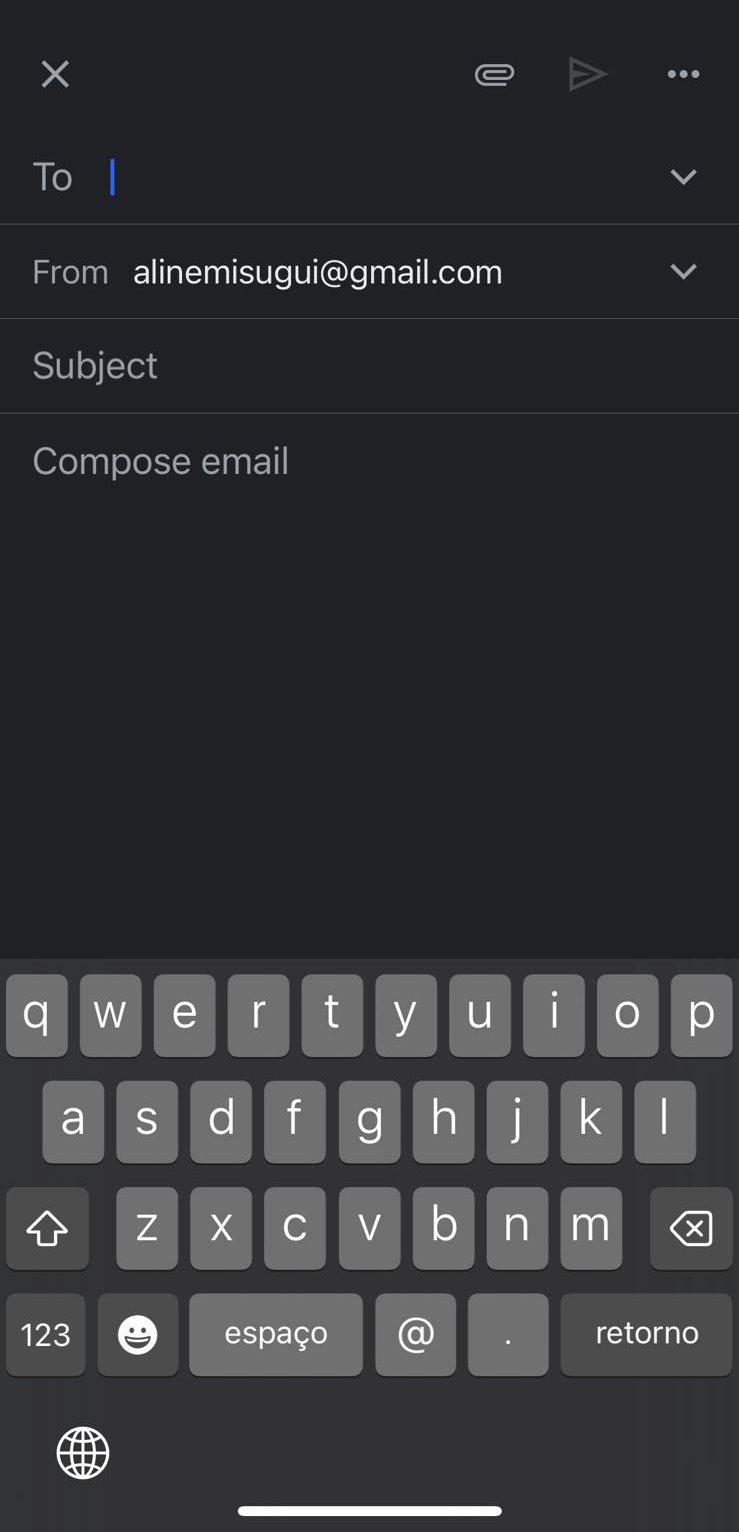 To
From alinemisugui@gmail.com
Subject
Compose email
q w e r t y u i o p
a s d f g h j k l
z x c v b n m
123 espaço @ . retorno